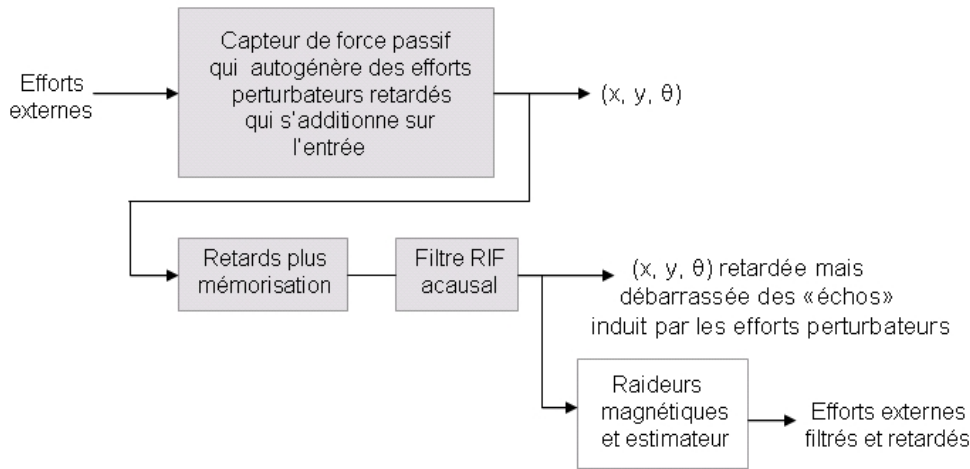 Efforts
externes
Capteur de force passif
qui autogénère des efforts
perturbateurs retardés
qui s'additionne sur
l'entrée
(x, y, θ)
Retards plus
mémorisation
Filtre RIF
acausal
(x, y, θ) retardée mais
débarrassée des «échos»
induit par les efforts perturbateurs
Raideurs
magnétiques
et estimateur
Efforts externes
filtrés et retardés